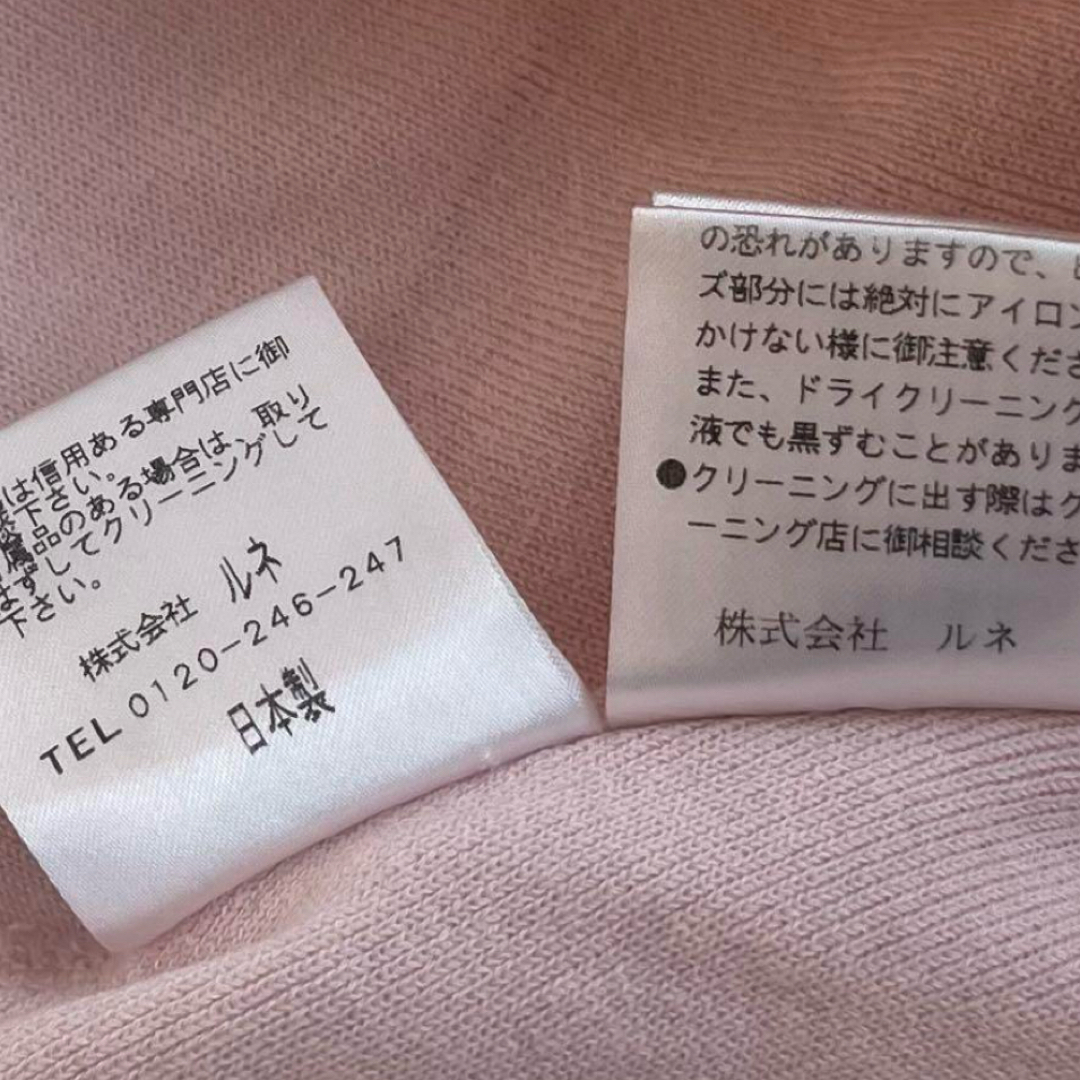 は信用ある専門店に御
下さい。
属品のある場合は、取り
はずしてクリーニングして
下さい。
株式会社 ルネ
TEL 0120-246-247
日本製
の恐れがありますので、ビ
ズ部分には絶対にアイロン
かけない様に御注意くださ
また、ドライクリーニング
液でも黒ずむことがありま
●クリーニングに出す際はク
ーニング店に御相談くださ
株式会社 ルネ